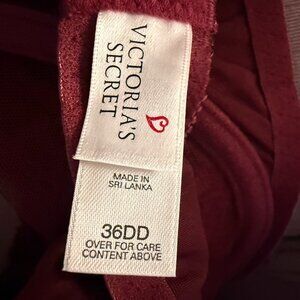 VICTORIA'S
SECRET
MADE IN
SRI LANKA
36DD
OVER FOR CARE
CONTENT ABOVE